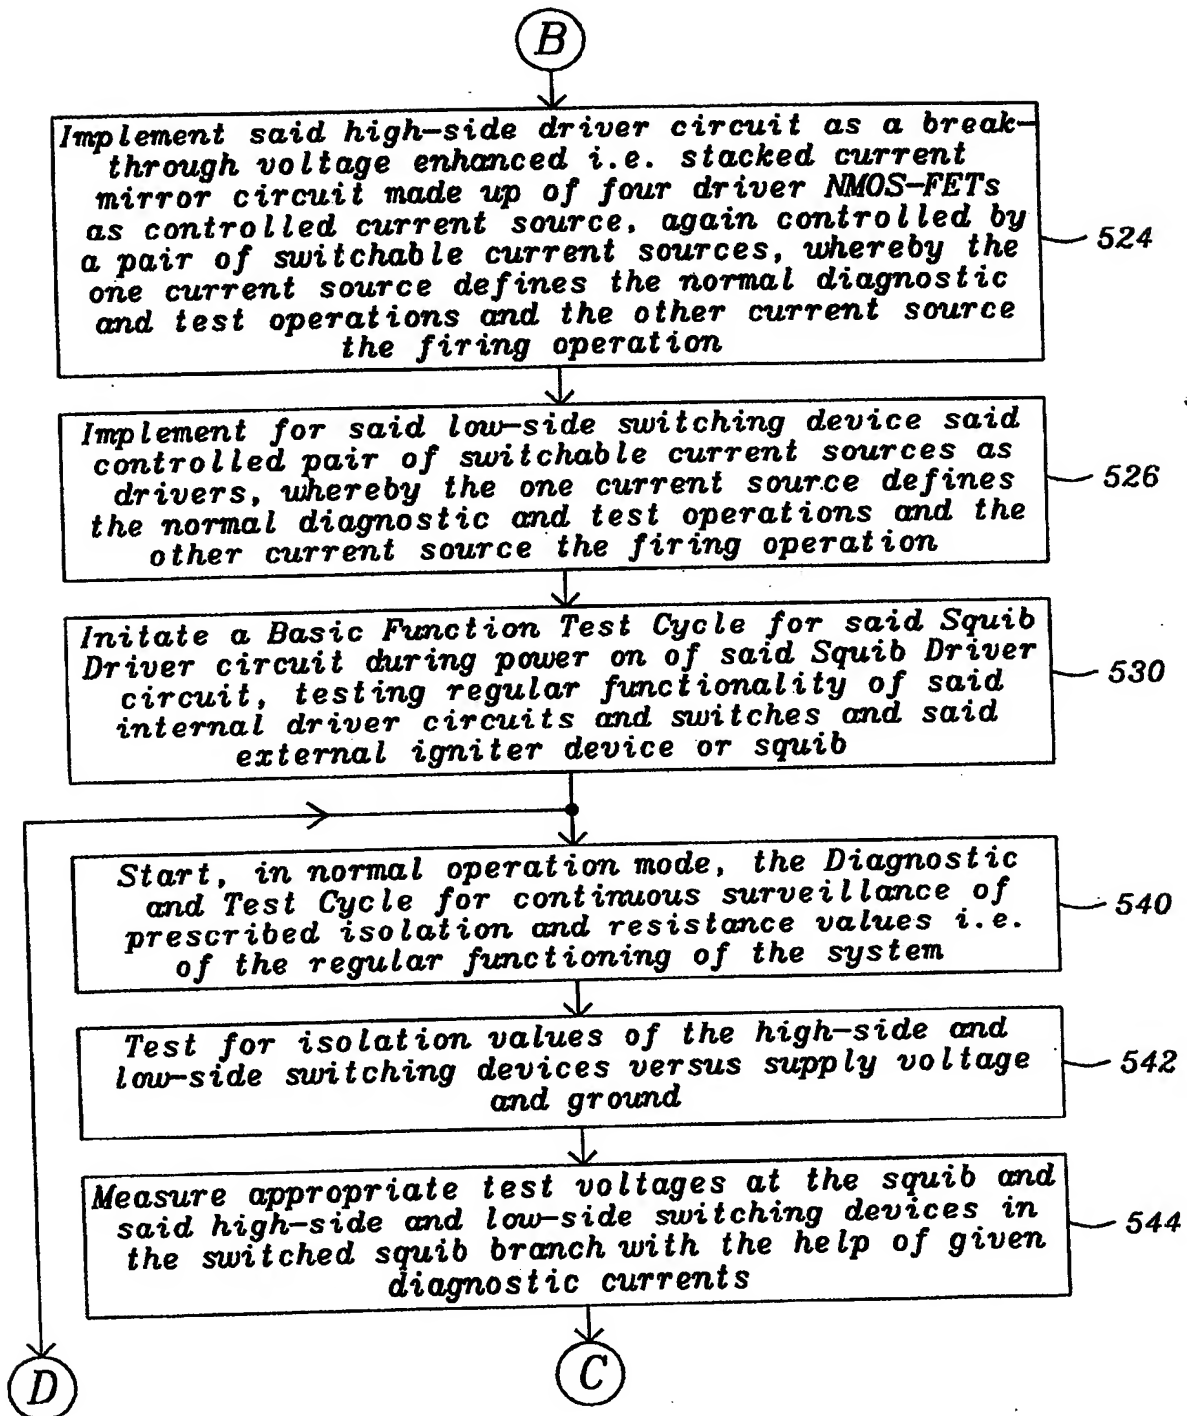 B
Implement said high-side driver circuit as a break-
through voltage enhanced i.e. stacked current
mirror circuit made up of four driver NMOS-FETs
as controlled current source, again controlled by
a pair of switchable current sources, whereby the
one current source defines the normal diagnostic
and test operations and the other current source
the firing operation
524
Implement for said low-side switching device said
controlled pair of switchable current sources as
drivers, whereby the one current source defines
the normal diagnostic and test operations and the
other current source the firing operation
526
Initate a Basic Function Test Cycle for said Squib
Driver circuit during power on of said Squib Driver
circuit, testing regular functionality of said
internal driver circuits and switches and said
external igniter device or squib
530
Start, in normal operation mode, the Diagnostic
and Test Cycle for continuous surveillance of
prescribed isolation and resistance values i.e.
of the regular functioning of the system
540
Test for isolation values of the high-side and
low-side switching devices versus supply voltage
and ground
542
Measure appropriate test voltages at the squib and
said high-side and low-side switching devices in
the switched squib branch with the help of given
diagnostic currents
544
D
C